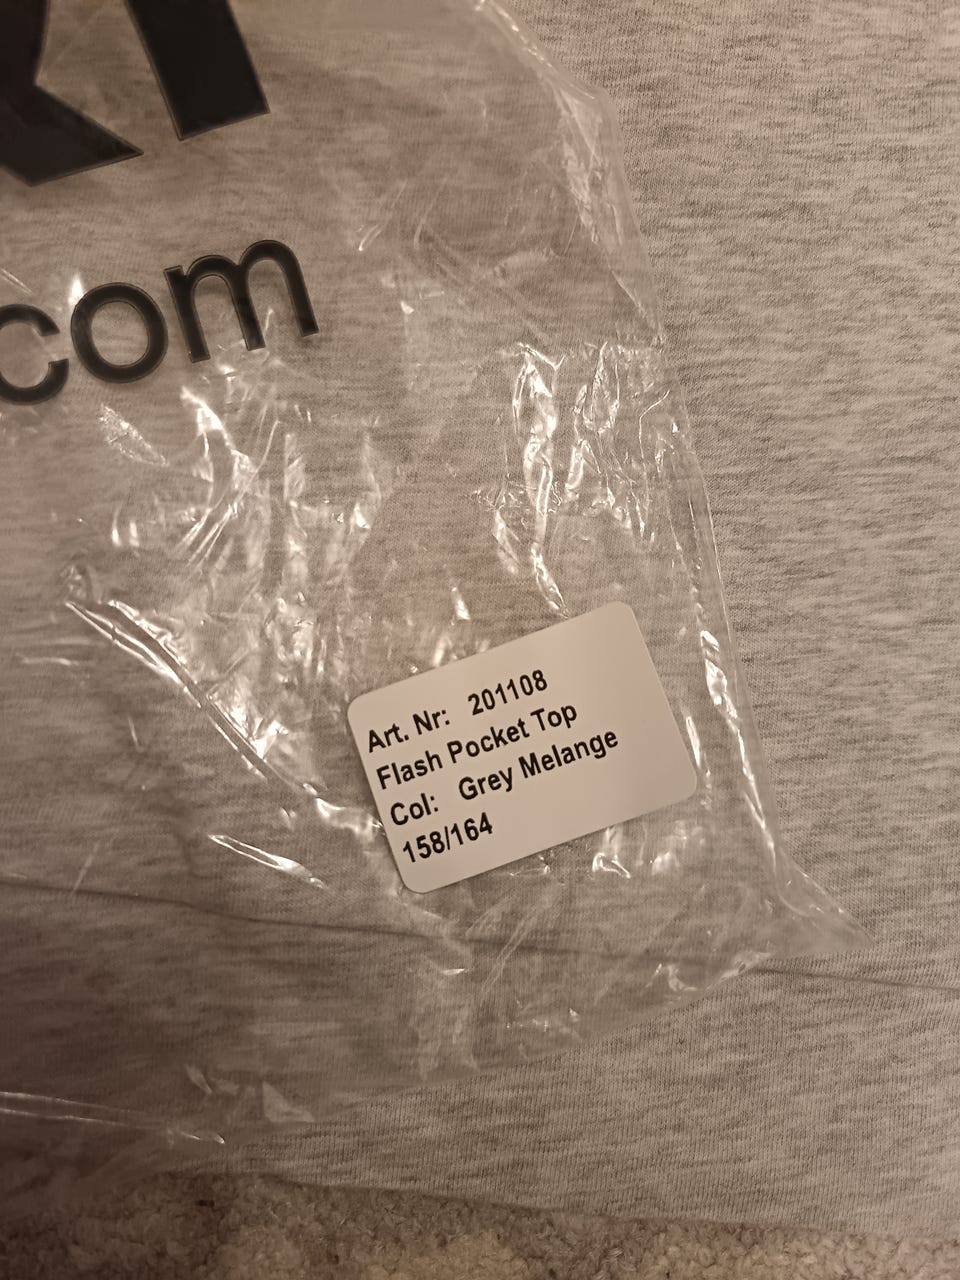 com
Art. Nr: 201108
Flash Pocket Top
Col: Grey Melange
158/164